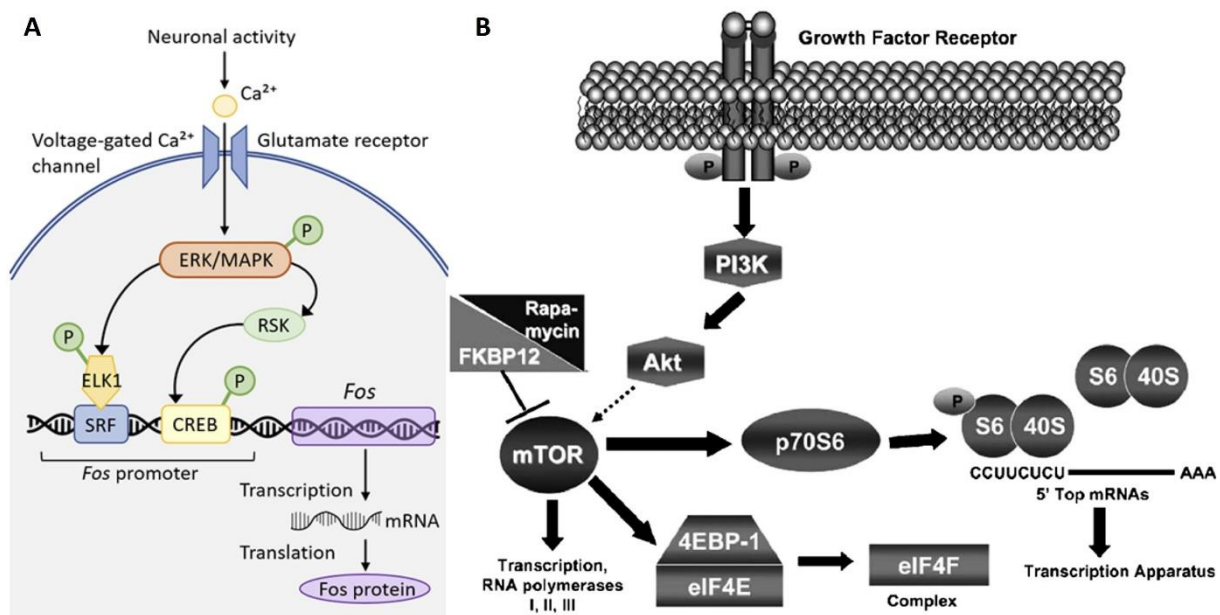 A
Neuronal activity
Ca²⁺
Voltage-gated Ca²⁺
channel
Glutamate receptor
P
ERK/MAPK
RSK
P
ELK1
P
SRF
CREB
Fos
Fos promoter
Transcription
mRNA
Translation
Fos protein
B
Growth Factor Receptor
P
P
PI3K
Rapa-
mycin
FKBP12
Akt
mTOR
p70S6
S6
40S
P
S6
40S
CCUUCUCU
AAA
5' Top mRNAs
Transcription,
RNA polymerases
I, II, III
4EBP-1
eIF4E
eIF4F
Complex
Transcription Apparatus